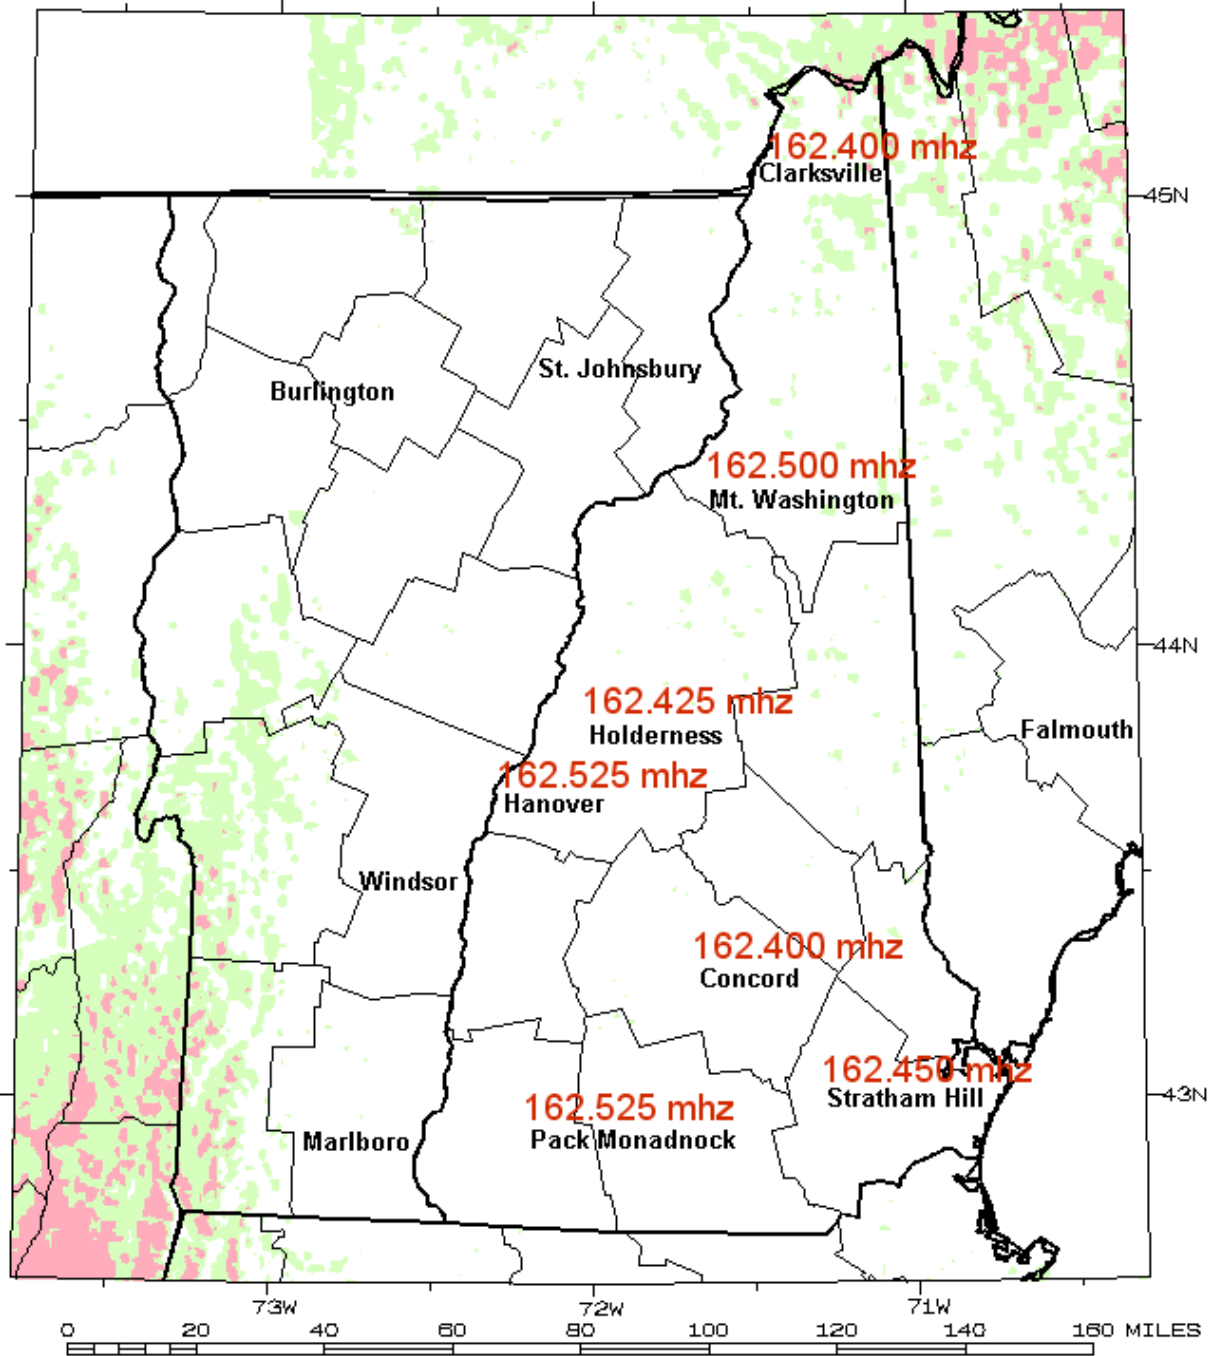 162.400 mhz
Clarksville
45N
St. Johnsbury
Burlington
162.500 mhz
Mt. Washington
44N
162.425 mhz
Holderness
Falmouth
162.525 mhz
Hanover
Windsor
162.400 mhz
Concord
162.450 mhz
Stratham Hill
43N
162.525 mhz
Pack Monadnock
Marlboro
73W 72W 71W
0 20 40 60 80 100 120 140 160 MILES